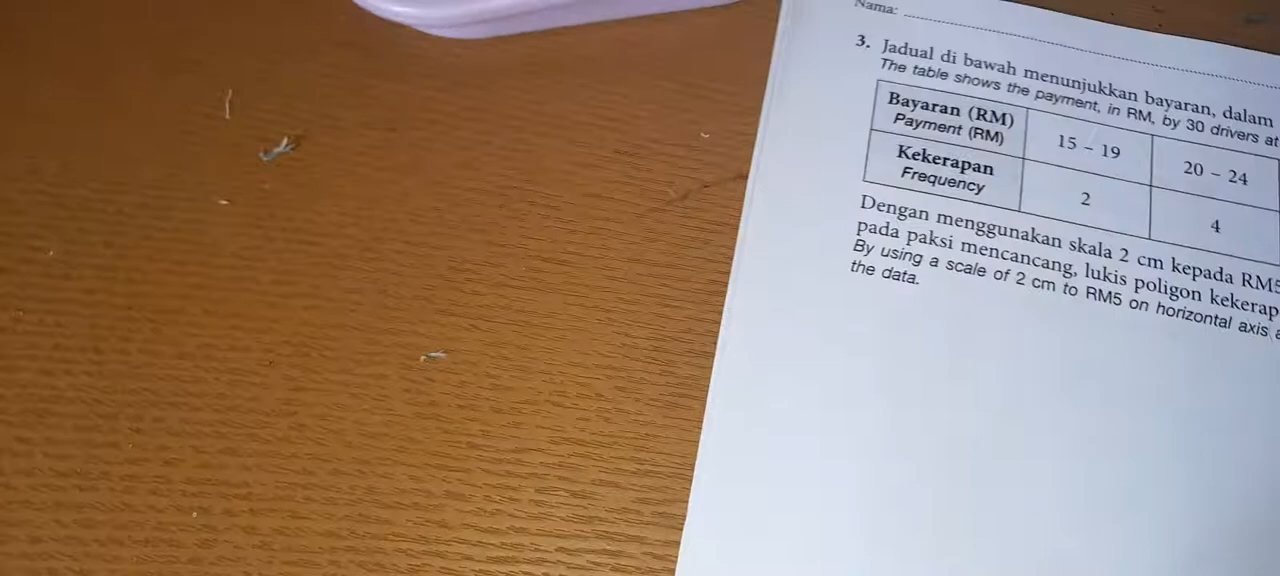 Nama:
3. Jadual di bawah menunjukkan bayaran, dalam
The table shows the payment, in RM, by 30 drivers at
Bayaran (RM)
Payment (RM)
15 – 19
20 – 24
Kekerapan
Frequency
2
4
Dengan menggunakan skala 2 cm kepada RM5
pada paksi mencancang, lukis poligon kekerap
By using a scale of 2 cm to RM5 on horizontal axis
the data.